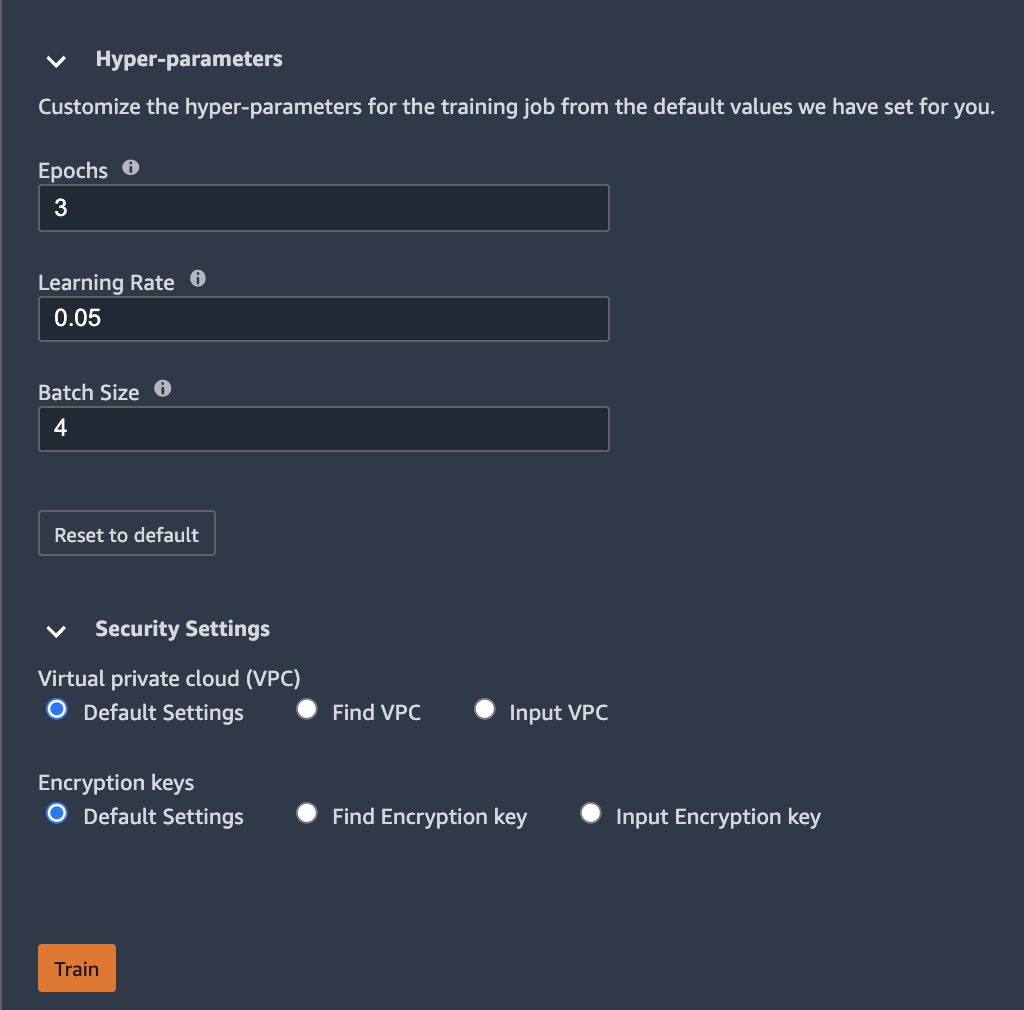 Hyper-parameters
Customize the hyper-parameters for the training job from the default values we have set for you.
Epochs
3
Learning Rate
0.05
Batch Size
4
Reset to default
Security Settings
Virtual private cloud (VPC)
Default Settings Find VPC Input VPC
Encryption keys
Default Settings Find Encryption key Input Encryption key
Train